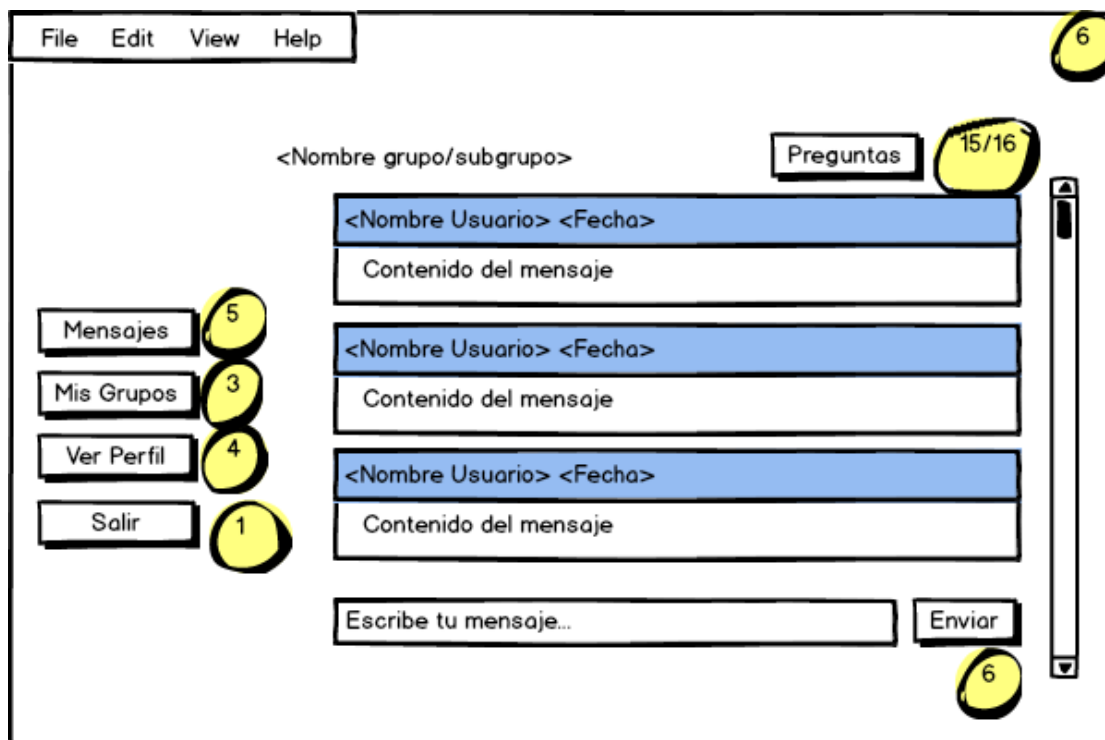 File Edit View Help
6
<Nombre grupo/subgrupo>
Preguntas
15/16
<Nombre Usuario> <Fecha>
Contenido del mensaje
<Nombre Usuario> <Fecha>
Contenido del mensaje
<Nombre Usuario> <Fecha>
Contenido del mensaje
Mensajes
5
Mis Grupos
3
Ver Perfil
4
Salir
1
Escribe tu mensaje...
Enviar
6